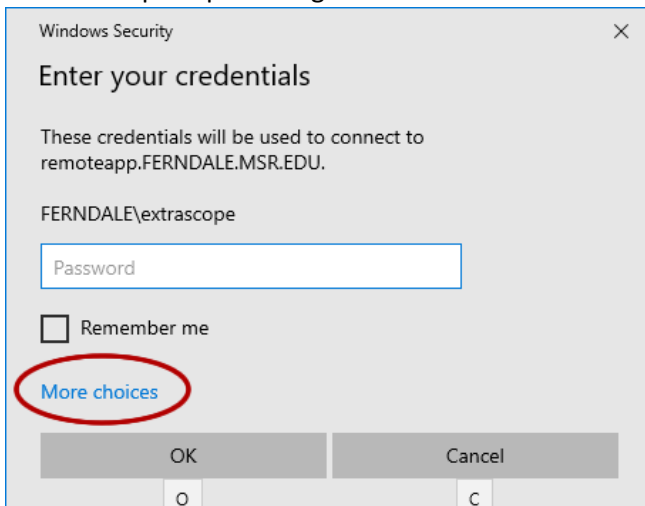 Windows Security
Enter your credentials
These credentials will be used to connect to
remoteapp.FERNDALE.MSR.EDU.
FERNDALE\extrascope
Password
Remember me
More choices
OK Cancel
O C